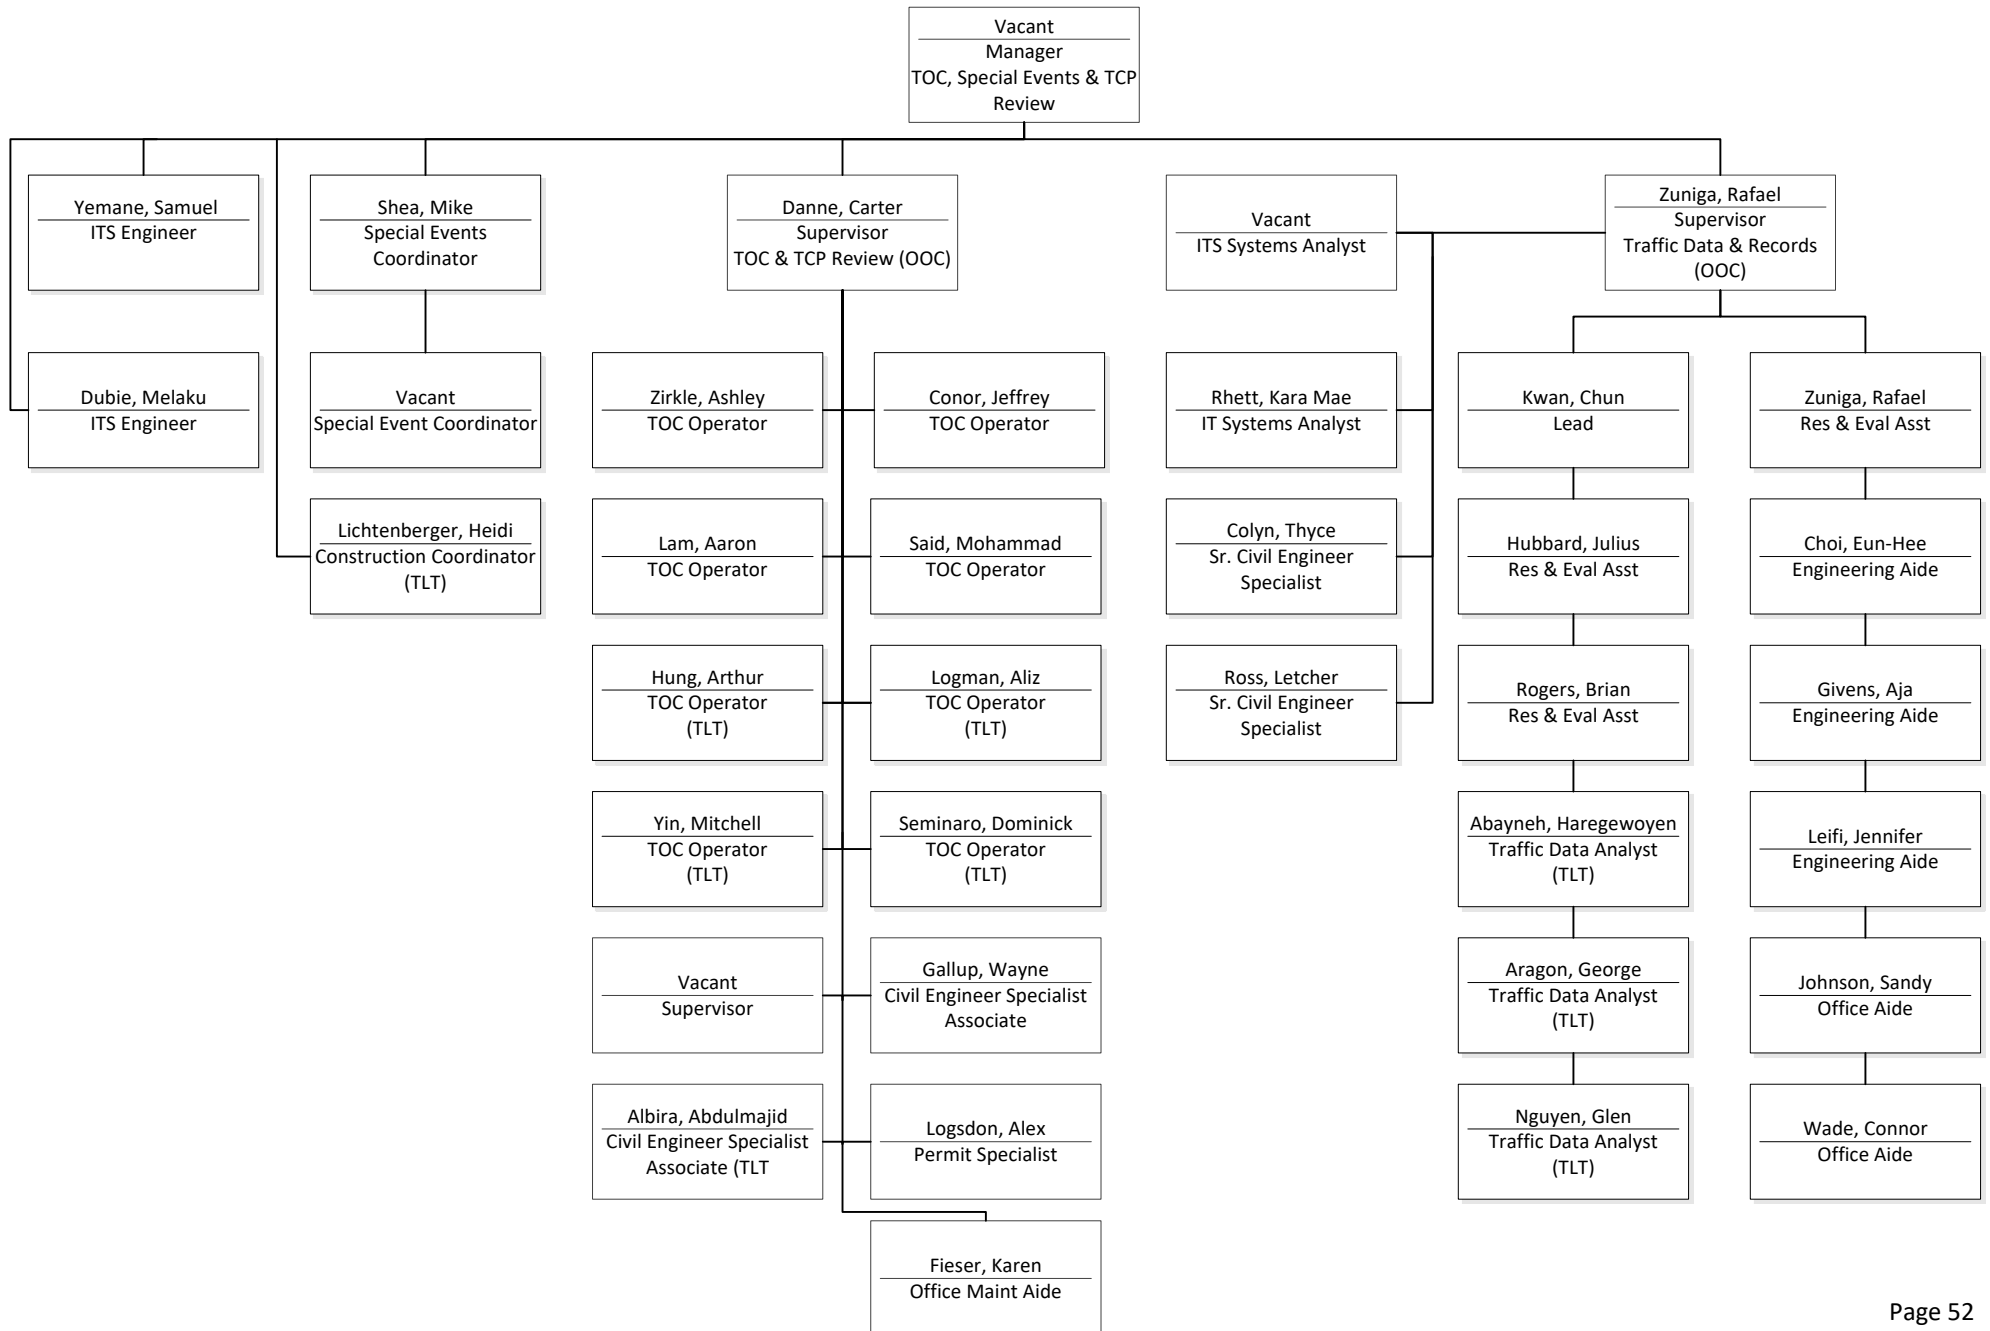 Vacant
Manager
TOC, Special Events & TCP
Review
Yemane, Samuel
ITS Engineer
Shea, Mike
Special Events
Coordinator
Danne, Carter
Supervisor
TOC & TCP Review (OOC)
Vacant
ITS Systems Analyst
Zuniga, Rafael
Supervisor
Traffic Data & Records
(OOC)
Dubie, Melaku
ITS Engineer
Vacant
Special Event Coordinator
Zirkle, Ashley
TOC Operator
Conor, Jeffrey
TOC Operator
Rhett, Kara Mae
IT Systems Analyst
Kwan, Chun
Lead
Zuniga, Rafael
Res & Eval Asst
Lichtenberger, Heidi
Construction Coordinator
(TLT)
Lam, Aaron
TOC Operator
Said, Mohammad
TOC Operator
Colyn, Thyce
Sr. Civil Engineer
Specialist
Hubbard, Julius
Res & Eval Asst
Choi, Eun-Hee
Engineering Aide
Hung, Arthur
TOC Operator
(TLT)
Logman, Aliz
TOC Operator
(TLT)
Ross, Letcher
Sr. Civil Engineer
Specialist
Rogers, Brian
Res & Eval Asst
Givens, Aja
Engineering Aide
Yin, Mitchell
TOC Operator
(TLT)
Seminaro, Dominick
TOC Operator
(TLT)
Abayneh, Haregewoyen
Traffic Data Analyst
(TLT)
Leifi, Jennifer
Engineering Aide
Vacant
Supervisor
Gallup, Wayne
Civil Engineer Specialist
Associate
Aragon, George
Traffic Data Analyst
(TLT)
Johnson, Sandy
Office Aide
Albira, Abdulmajid
Civil Engineer Specialist
Associate (TLT
Logsdon, Alex
Permit Specialist
Nguyen, Glen
Traffic Data Analyst
(TLT)
Wade, Connor
Office Aide
Fieser, Karen
Office Maint Aide
Page 52